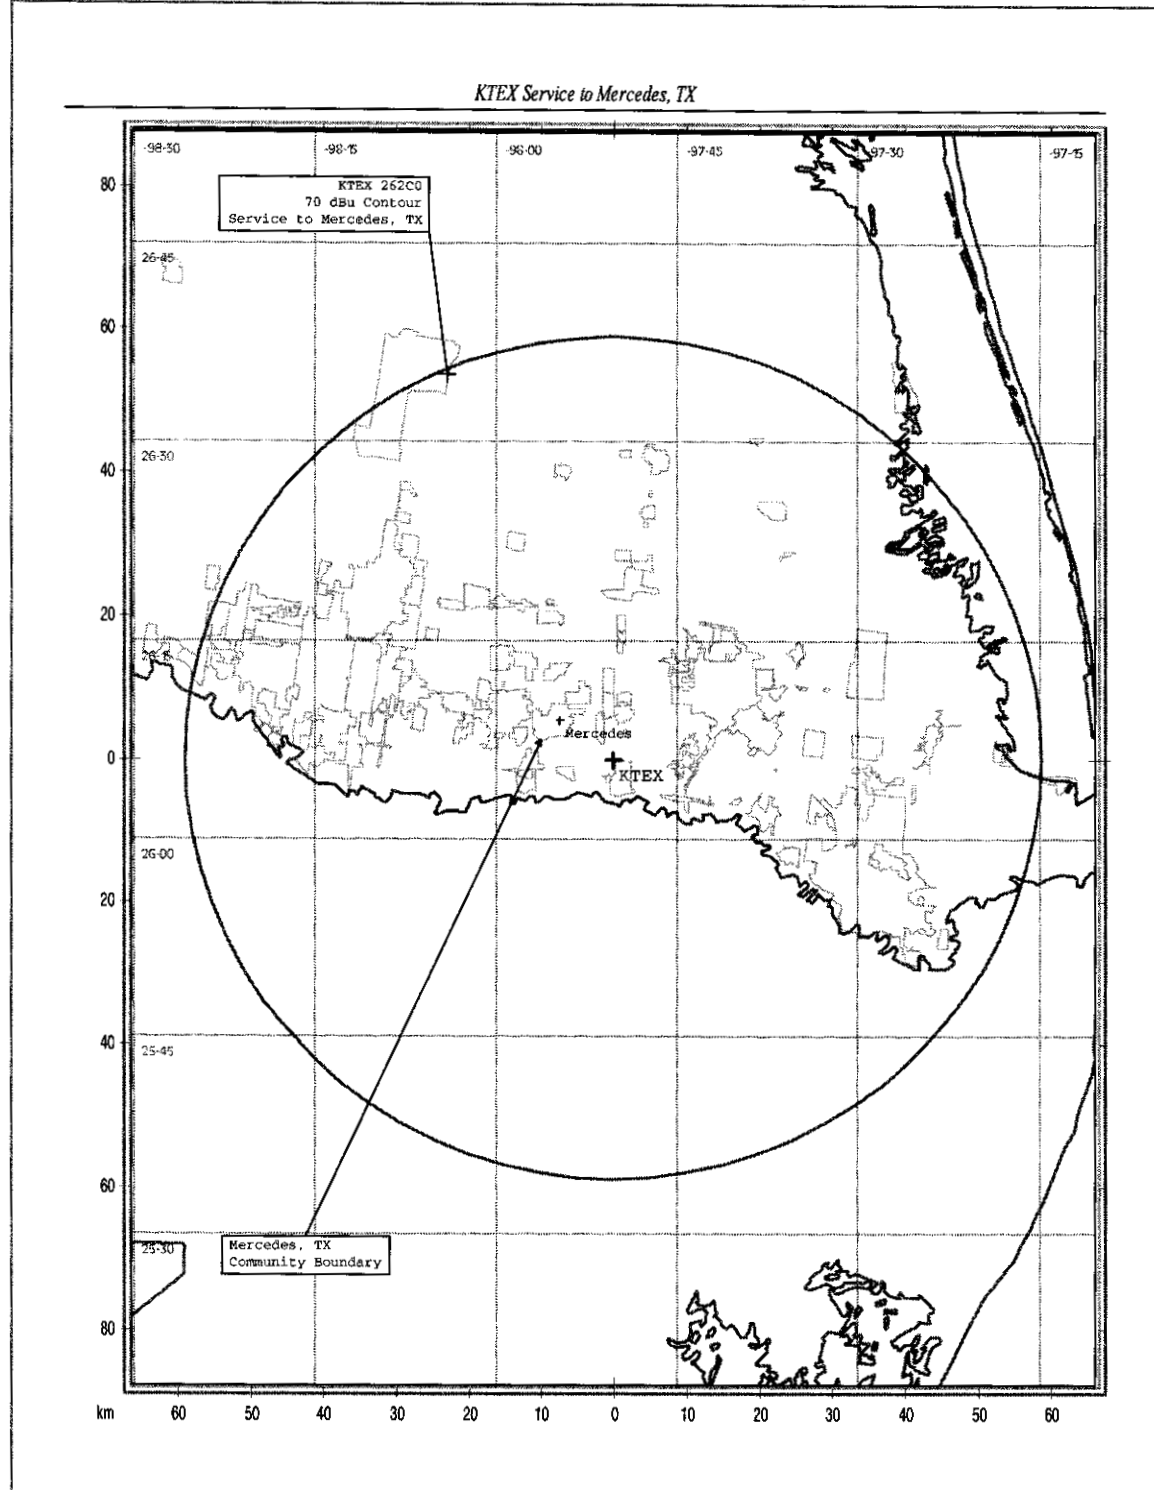 KTEX Service to Mercedes, TX
-98-30 -98-15 -98-00 -97-45 -97-30 -97-15
80
KTEX 262C0
70 dBu Contour
Service to Mercedes, TX
26-45
60
26-30
40
20
Mercedes
0
KTEX
26-00
20
40
25-45
60
Mercedes, TX
Community Boundary
25-30
80
km 60 50 40 30 20 10 0 10 20 30 40 50 60